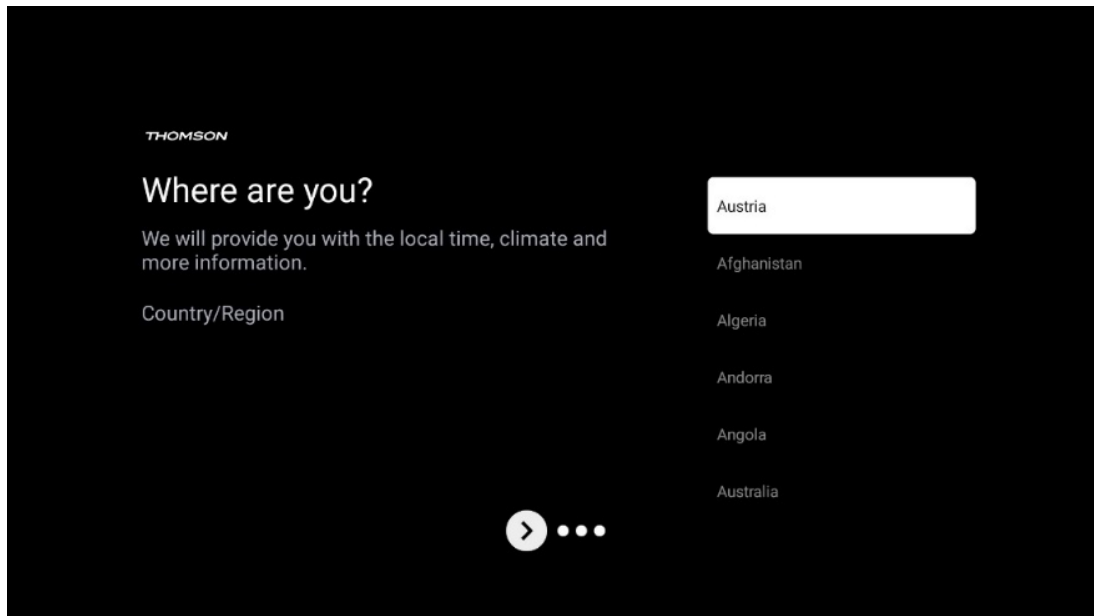 THOMSON
Where are you?
We will provide you with the local time, climate and
more information.
Country/Region
Austria
Afghanistan
Algeria
Andorra
Angola
Australia